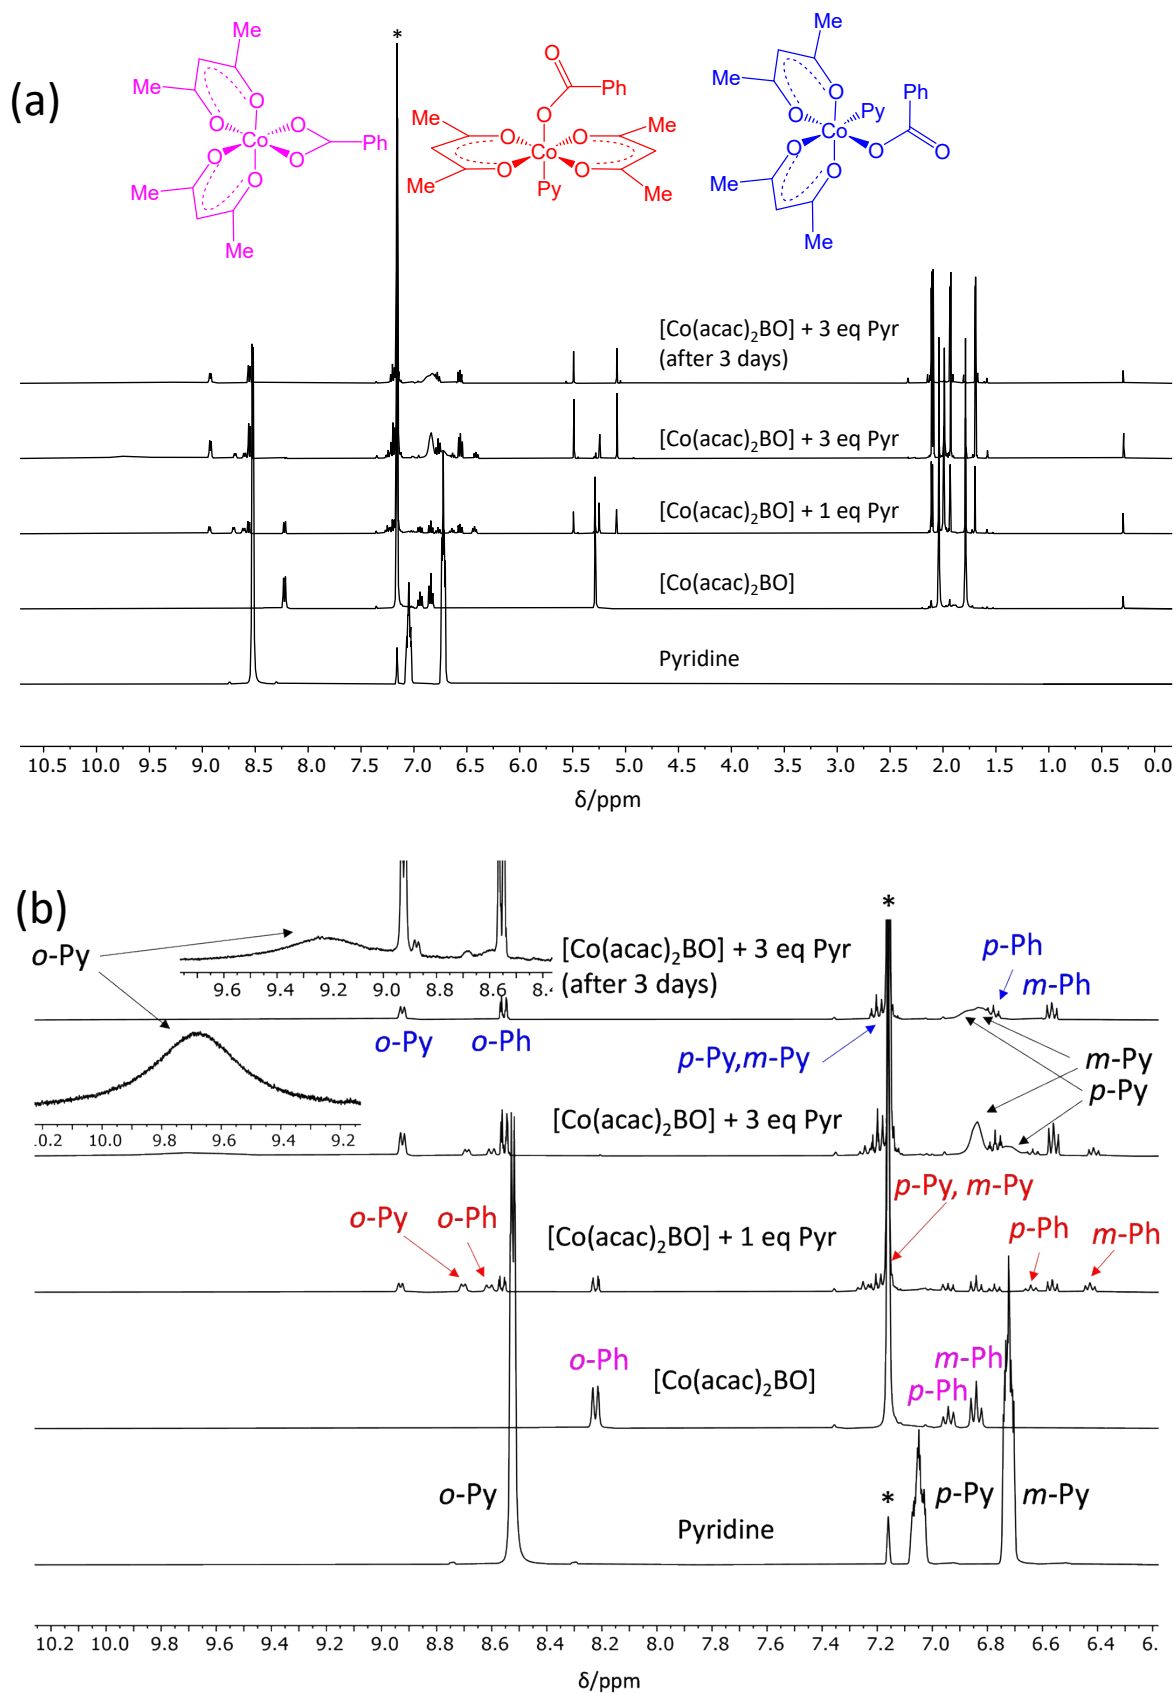 (a)
*
Me
Me
O
O
Co
O
O
Ph
O
O
Me
Me
O
Ph
O
Me
O
O
Me
Co
Me
O
O
Me
Py
Me
Me
O
O
Py
Ph
Co
O
O
O
O
Me
Me
[Co(acac)2BO] + 3 eq Pyr
(after 3 days)
[Co(acac)2BO] + 3 eq Pyr
[Co(acac)2BO] + 1 eq Pyr
[Co(acac)2BO]
Pyridine
10.5 10.0 9.5 9.0 8.5 8.0 7.5 7.0 6.5 6.0 5.5 5.0 4.5 4.0 3.5 3.0 2.5 2.0 1.5 1.0 0.5 0.0
δ/ppm
(b)
*
o-Py
[Co(acac)2BO] + 3 eq Pyr
(after 3 days)
9.6 9.4 9.2 9.0 8.8 8.6 8.4
p-Ph
m-Ph
o-Py
o-Ph
p-Py,m-Py
m-Py
p-Py
[Co(acac)2BO] + 3 eq Pyr
0.2 10.0 9.8 9.6 9.4 9.2
p-Py, m-Py
o-Py
o-Ph
[Co(acac)2BO] + 1 eq Pyr
p-Ph
m-Ph
o-Ph
[Co(acac)2BO]
m-Ph
p-Ph
o-Py
*
p-Py
m-Py
Pyridine
10.2 10.0 9.8 9.6 9.4 9.2 9.0 8.8 8.6 8.4 8.2 8.0 7.8 7.6 7.4 7.2 7.0 6.8 6.6 6.4 6.
δ/ppm